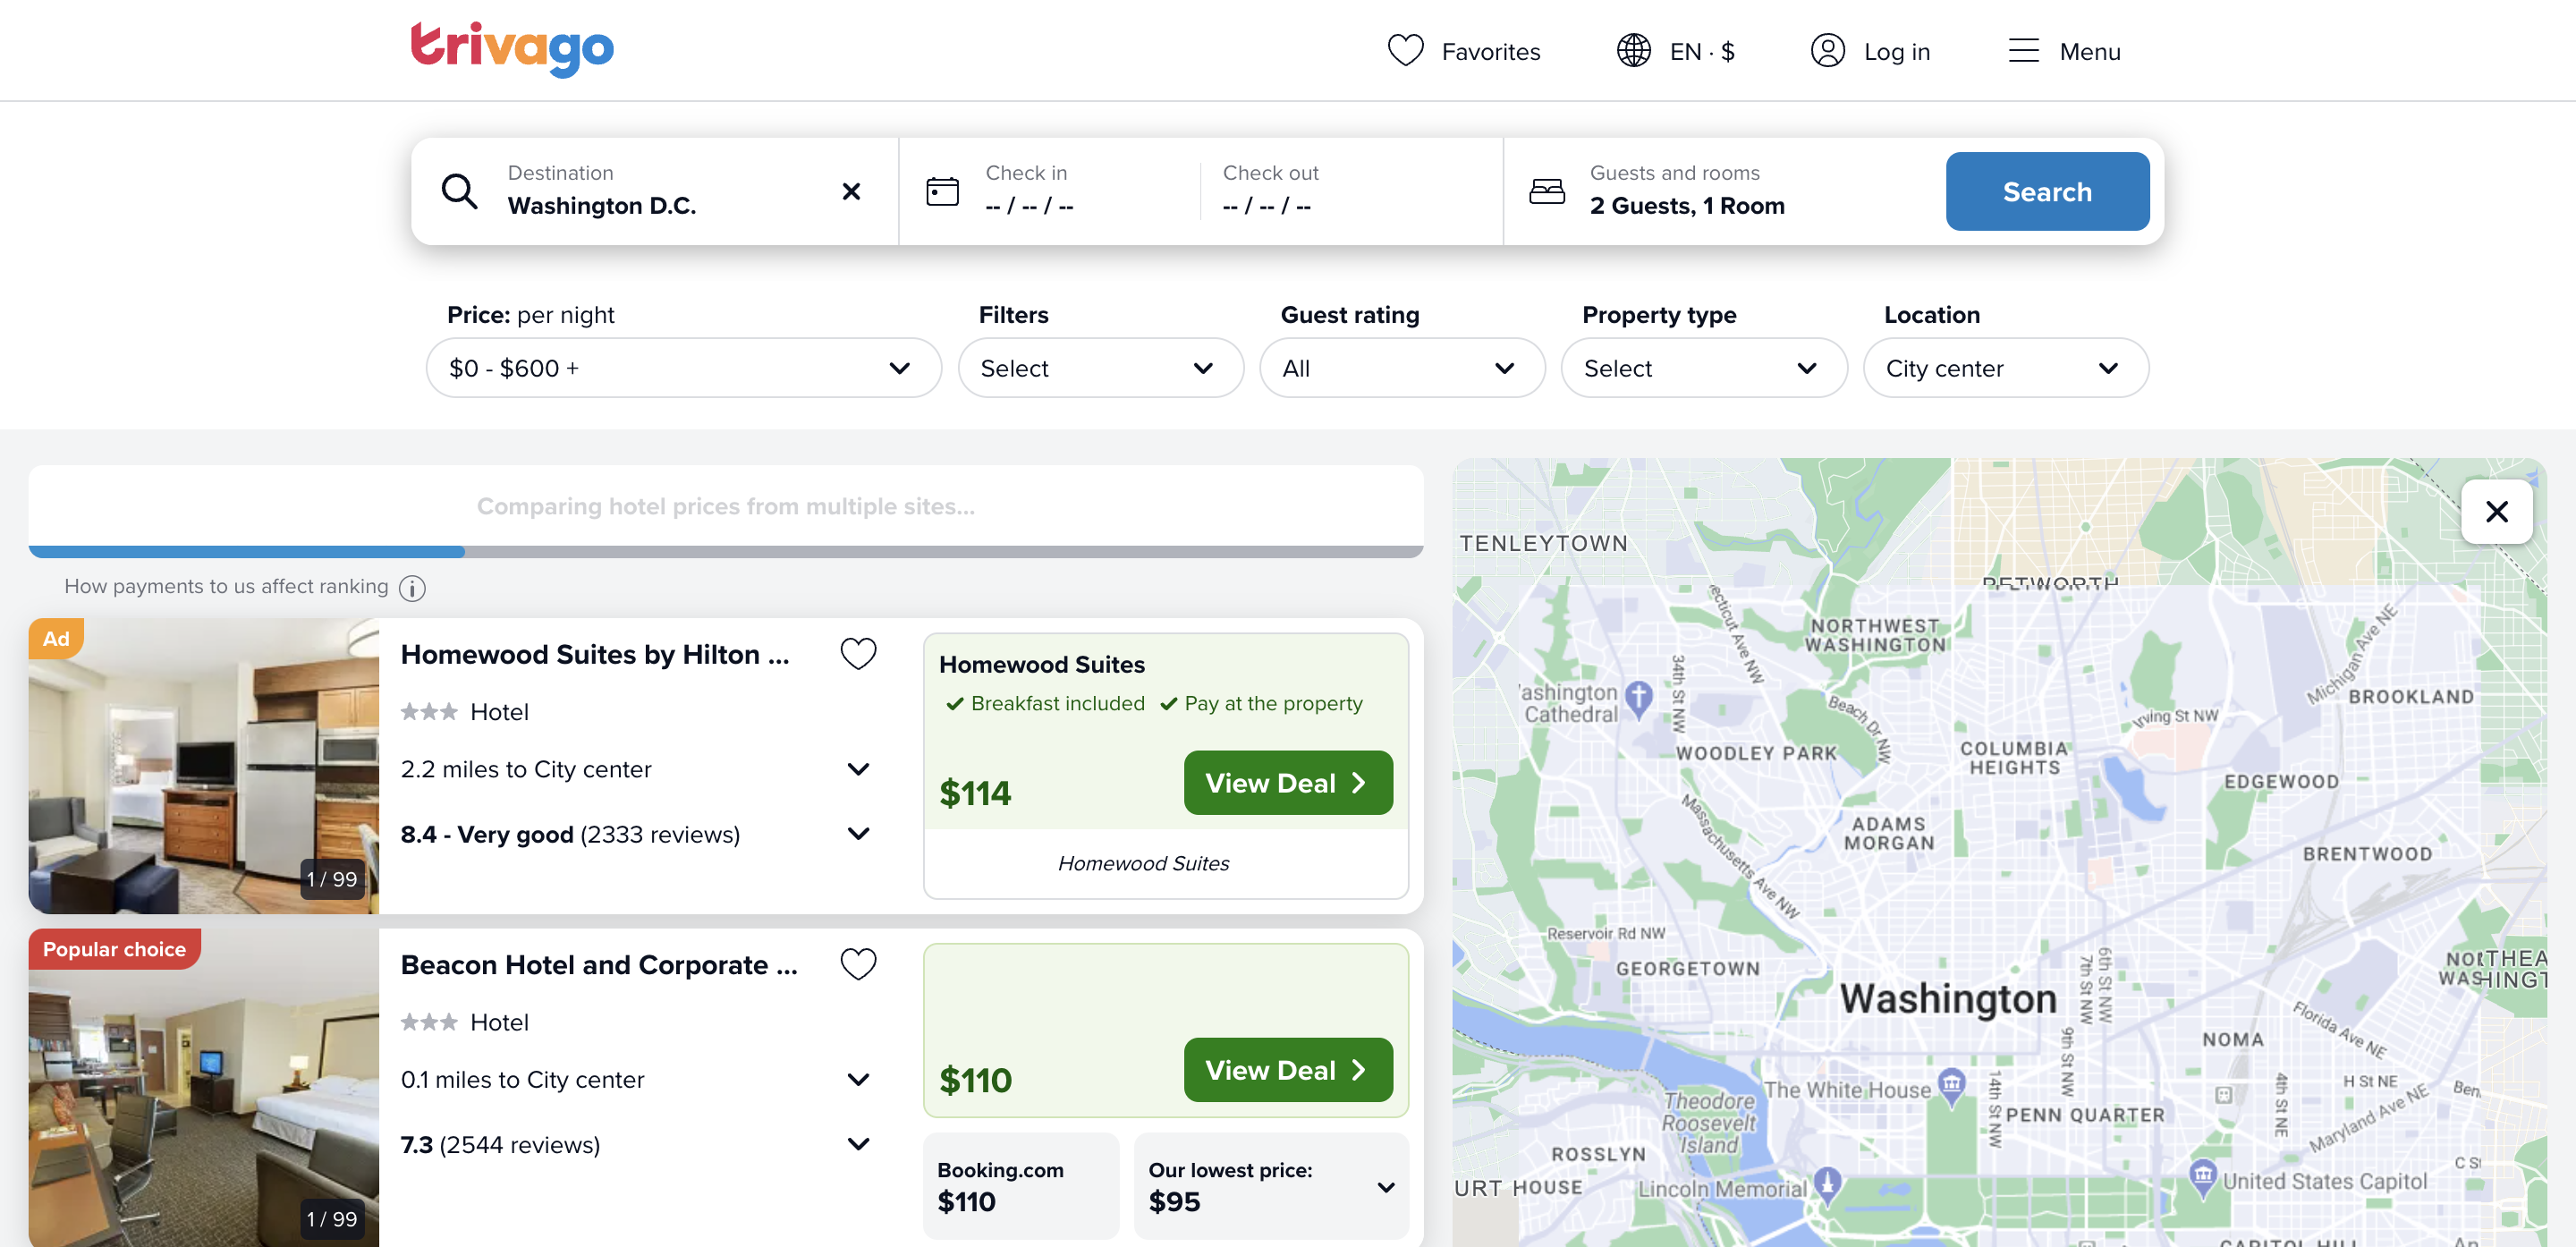 trivago
Favorites
EN · $
Log in
Menu
Destination
Washington D.C.
Check in
-- / -- / --
Check out
-- / -- / --
Guests and rooms
2 Guests, 1 Room
Search
Price: per night
$0 - $600 +
Filters
Select
Guest rating
All
Property type
Select
Location
City center
Comparing hotel prices from multiple sites...
How payments to us affect ranking
Ad
1 / 99
Homewood Suites by Hilton ...
Hotel
2.2 miles to City center
8.4 - Very good (2333 reviews)
Homewood Suites
Breakfast included
Pay at the property
$114
View Deal
Homewood Suites
Popular choice
1 / 99
Beacon Hotel and Corporate ...
Hotel
0.1 miles to City center
7.3 (2544 reviews)
$110
View Deal
Booking.com
$110
Our lowest price:
$95
TENLEYTOWN
PETWORTH
NORTHWEST
WASHINGTON
ecticut Ave NW
Michigan Ave NE
34th St NW
ashington
Cathedral
BROOKLAND
Beach Dr NW
Irving St NW
WOODLEY PARK
COLUMBIA
HEIGHTS
EDGEWOOD
Massachusetts Ave NW
ADAMS
MORGAN
BRENTWOOD
Reservoir Rd NW
GEORGETOWN
7th St NW
6th St NW
NORTHEA
WASHINGT
Washington
Florida Ave NE
9th St NW
NOMA
The White House
14th St NW
4th St NE
H St NE
Ben
Theodore
Roosevelt
Island
PENN QUARTER
Maryland Ave NE
ROSSLYN
C St
URT HOUSE
Lincoln Memorial
United States Capitol
CAPITOL HILL